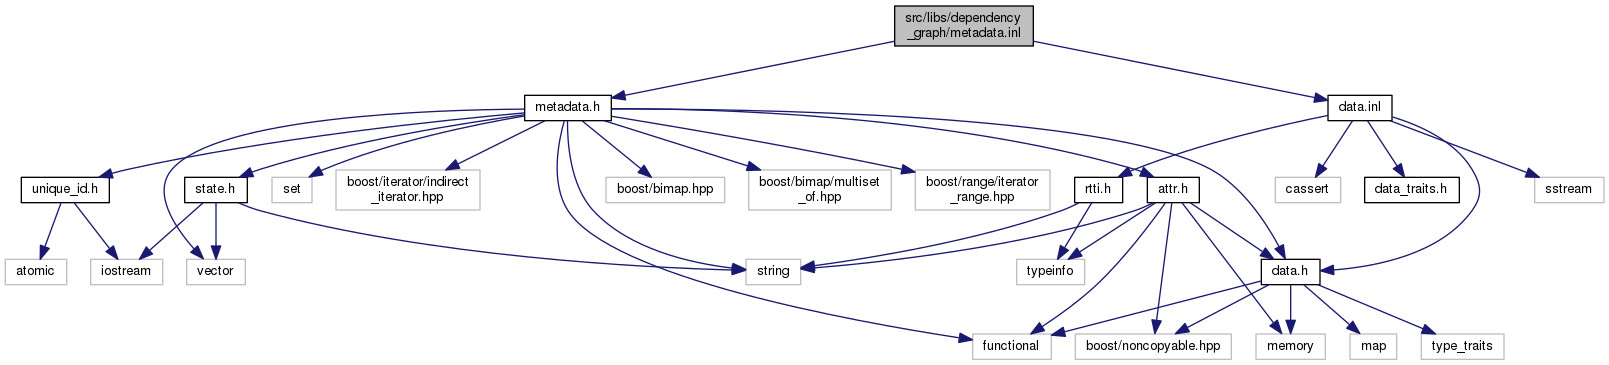 src/libs/dependency
_graph/metadata.inl
metadata.h
data.inl
unique_id.h
state.h
set
boost/iterator/indirect
_iterator.hpp
boost/bimap.hpp
boost/bimap/multiset
_of.hpp
boost/range/iterator
_range.hpp
rtti.h
attr.h
cassert
data_traits.h
sstream
atomic
iostream
vector
string
typeinfo
data.h
functional
boost/noncopyable.hpp
memory
map
type_traits